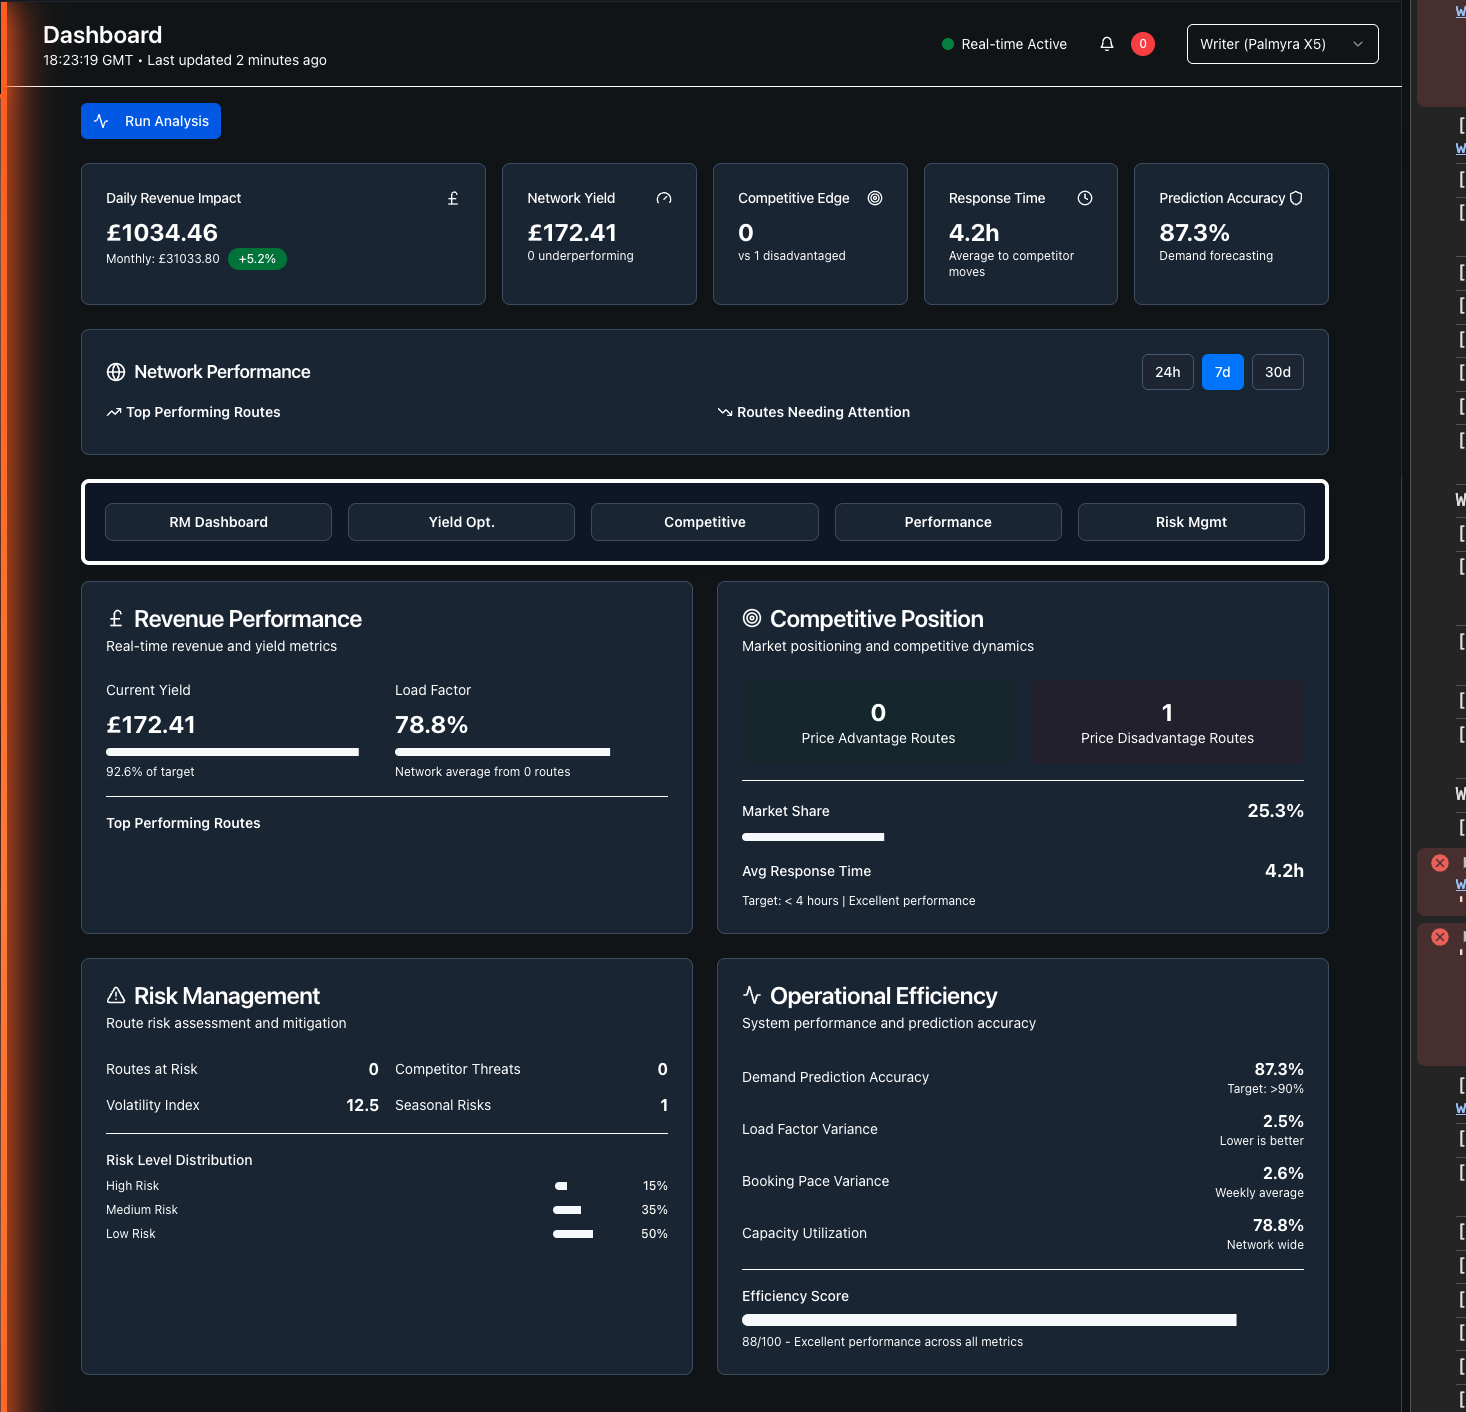 Dashboard
18:23:19 GMT • Last updated 2 minutes ago
Real-time Active
0
Writer (Palmyra X5)
Run Analysis
Daily Revenue Impact
£1034.46
Monthly: £31033.80
+5.2%
Network Yield
£172.41
0 underperforming
Competitive Edge
0
vs 1 disadvantaged
Response Time
4.2h
Average to competitor
moves
Prediction Accuracy
87.3%
Demand forecasting
Network Performance
24h
7d
30d
Top Performing Routes
Routes Needing Attention
RM Dashboard
Yield Opt.
Competitive
Performance
Risk Mgmt
Revenue Performance
Real-time revenue and yield metrics
Current Yield
£172.41
92.6% of target
Load Factor
78.8%
Network average from 0 routes
Top Performing Routes
Competitive Position
Market positioning and competitive dynamics
0
Price Advantage Routes
1
Price Disadvantage Routes
Market Share
25.3%
Avg Response Time
4.2h
Target: < 4 hours | Excellent performance
Risk Management
Route risk assessment and mitigation
Routes at Risk
0
Competitor Threats
0
Volatility Index
12.5
Seasonal Risks
1
Risk Level Distribution
High Risk
15%
Medium Risk
35%
Low Risk
50%
Operational Efficiency
System performance and prediction accuracy
Demand Prediction Accuracy
87.3%
Target: >90%
Load Factor Variance
2.5%
Lower is better
Booking Pace Variance
2.6%
Weekly average
Capacity Utilization
78.8%
Network wide
Efficiency Score
88/100 - Excellent performance across all metrics